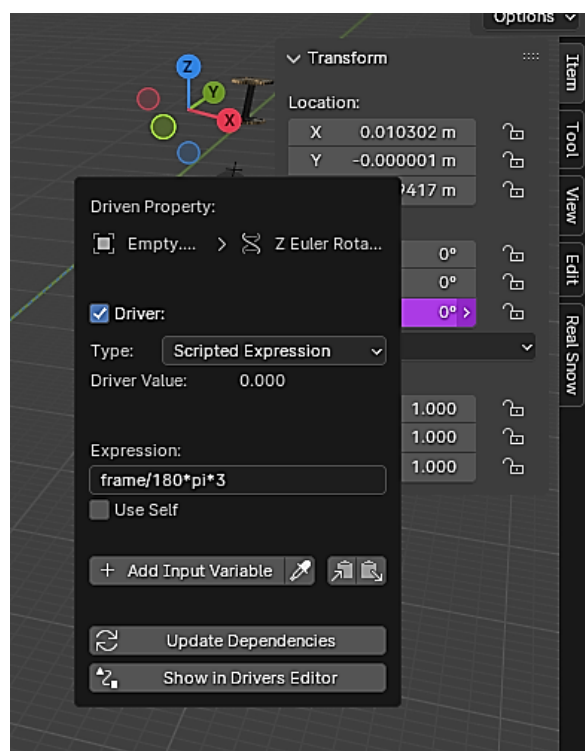 Options
Transform
Location:
X 0.010302 m
Y -0.000001 m
9417 m
0°
0°
0°
1.000
1.000
1.000
Z
Y
X
Item
Tool
View
Edit
Real Snow
Driven Property:
Empty.... > Z Euler Rota...
Driver:
Type: Scripted Expression
Driver Value: 0.000
Expression:
frame/180*pi*3
Use Self
+ Add Input Variable
Update Dependencies
Show in Drivers Editor